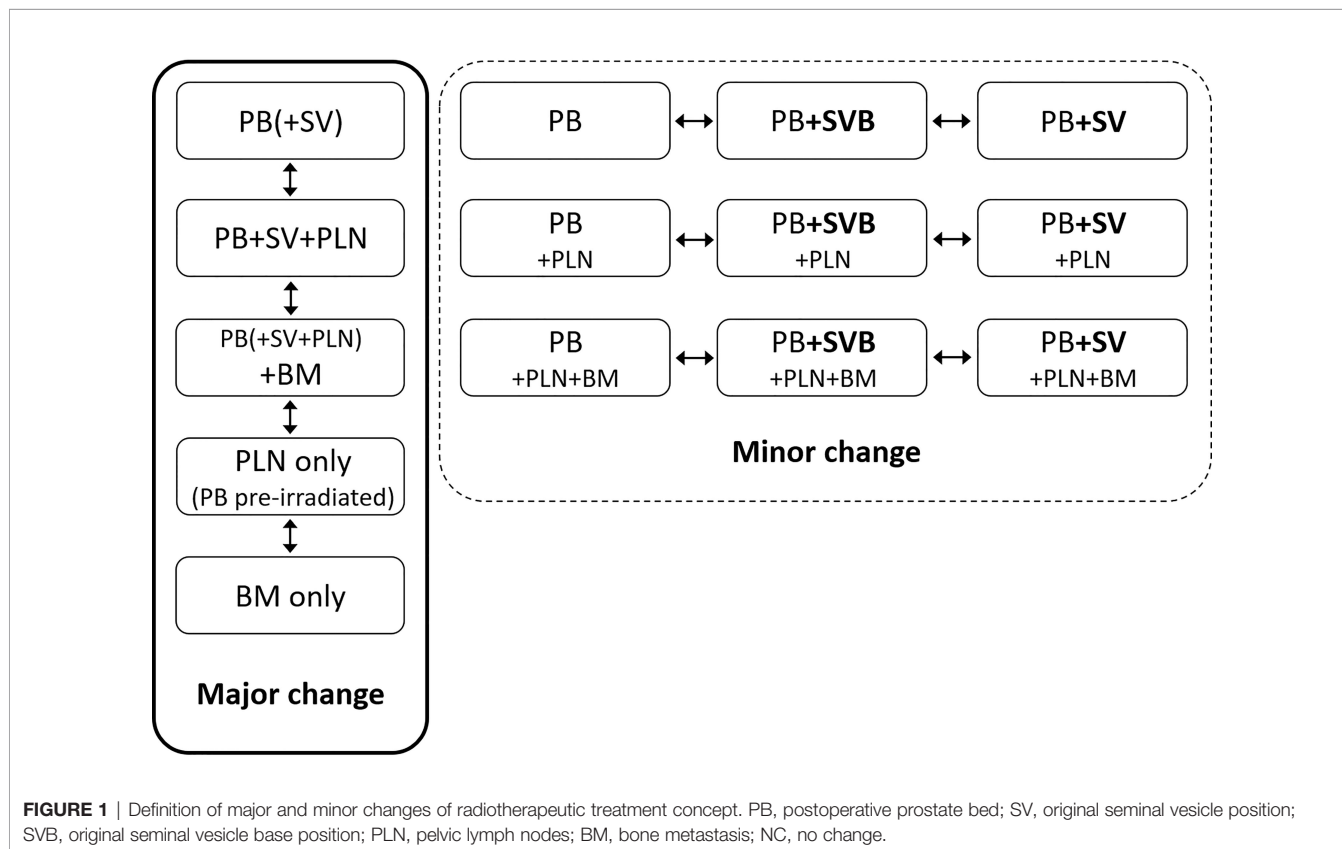 PB(+SV)
PB+SV+PLN
PB(+SV+PLN)
+BM
PLN only
(PB pre-irradiated)
BM only
Major change
PB
PB+SVB
PB+SV
PB
+PLN
PB+SVB
+PLN
PB+SV
+PLN
PB
+PLN+BM
PB+SVB
+PLN+BM
PB+SV
+PLN+BM
Minor change
FIGURE 1 | Definition of major and minor changes of radiotherapeutic treatment concept. PB, postoperative prostate bed; SV, original seminal vesicle position;
SVB, original seminal vesicle base position; PLN, pelvic lymph nodes; BM, bone metastasis; NC, no change.